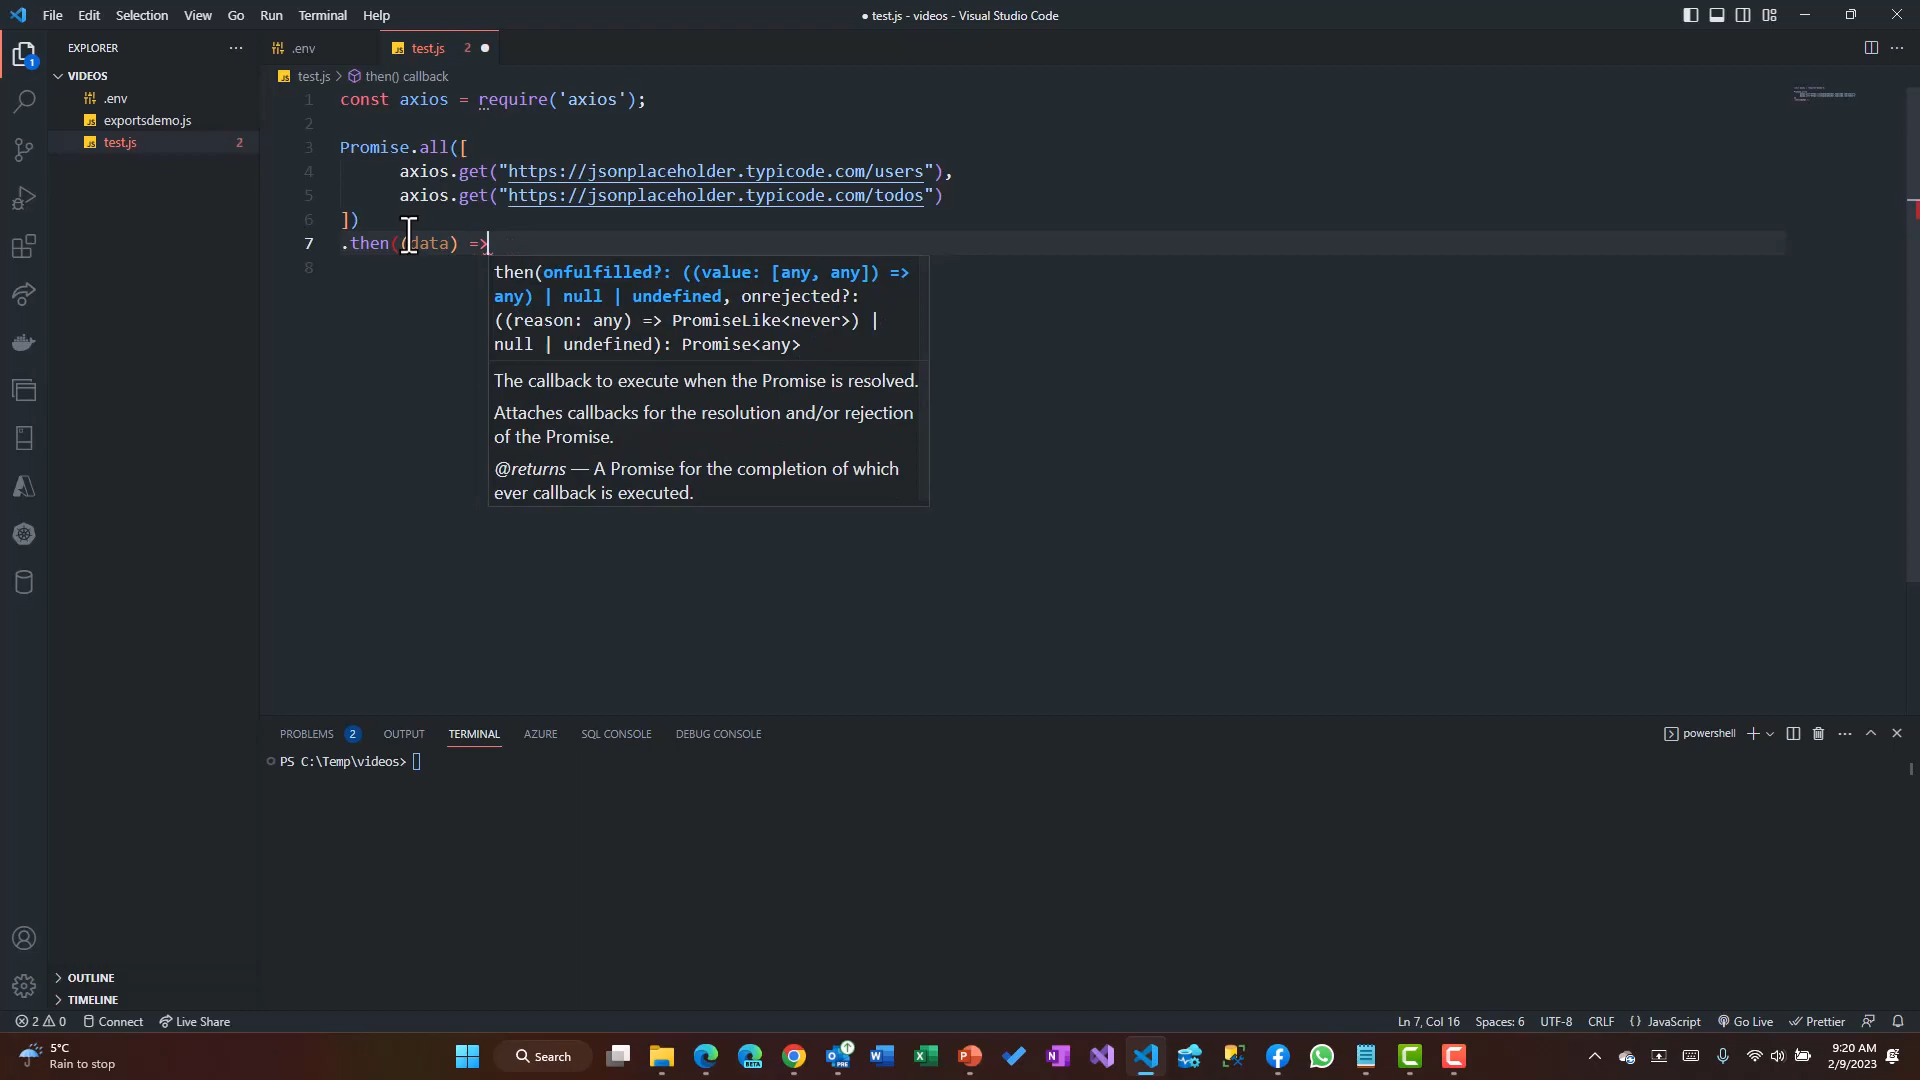 File Edit Selection View Go Run Terminal Help
● test.js - videos - Visual Studio Code
EXPLORER
VIDEOS
.env
exportsdemo.js
test.js 2
1
.env
test.js 2
test.js > then() callback
1 const axios = require('axios');
2
3 Promise.all([
4 axios.get("https://jsonplaceholder.typicode.com/users"),
5 axios.get("https://jsonplaceholder.typicode.com/todos")
6 ])
7 .then((data) =>
8
then(onfulfilled?: ((value: [any, any]) =>
any) | null | undefined, onrejected?:
((reason: any) => PromiseLike<never>) |
null | undefined): Promise<any>
The callback to execute when the Promise is resolved.
Attaches callbacks for the resolution and/or rejection
of the Promise.
@returns — A Promise for the completion of which
ever callback is executed.
PROBLEMS 2 OUTPUT TERMINAL AZURE SQL CONSOLE DEBUG CONSOLE
powershell
PS C:\Temp\videos>
OUTLINE
TIMELINE
2 0 Connect Live Share
Ln 7, Col 16 Spaces: 6 UTF-8 CRLF {} JavaScript Go Live Prettier
5°C
Rain to stop
Search
9:20 AM
2/9/2023